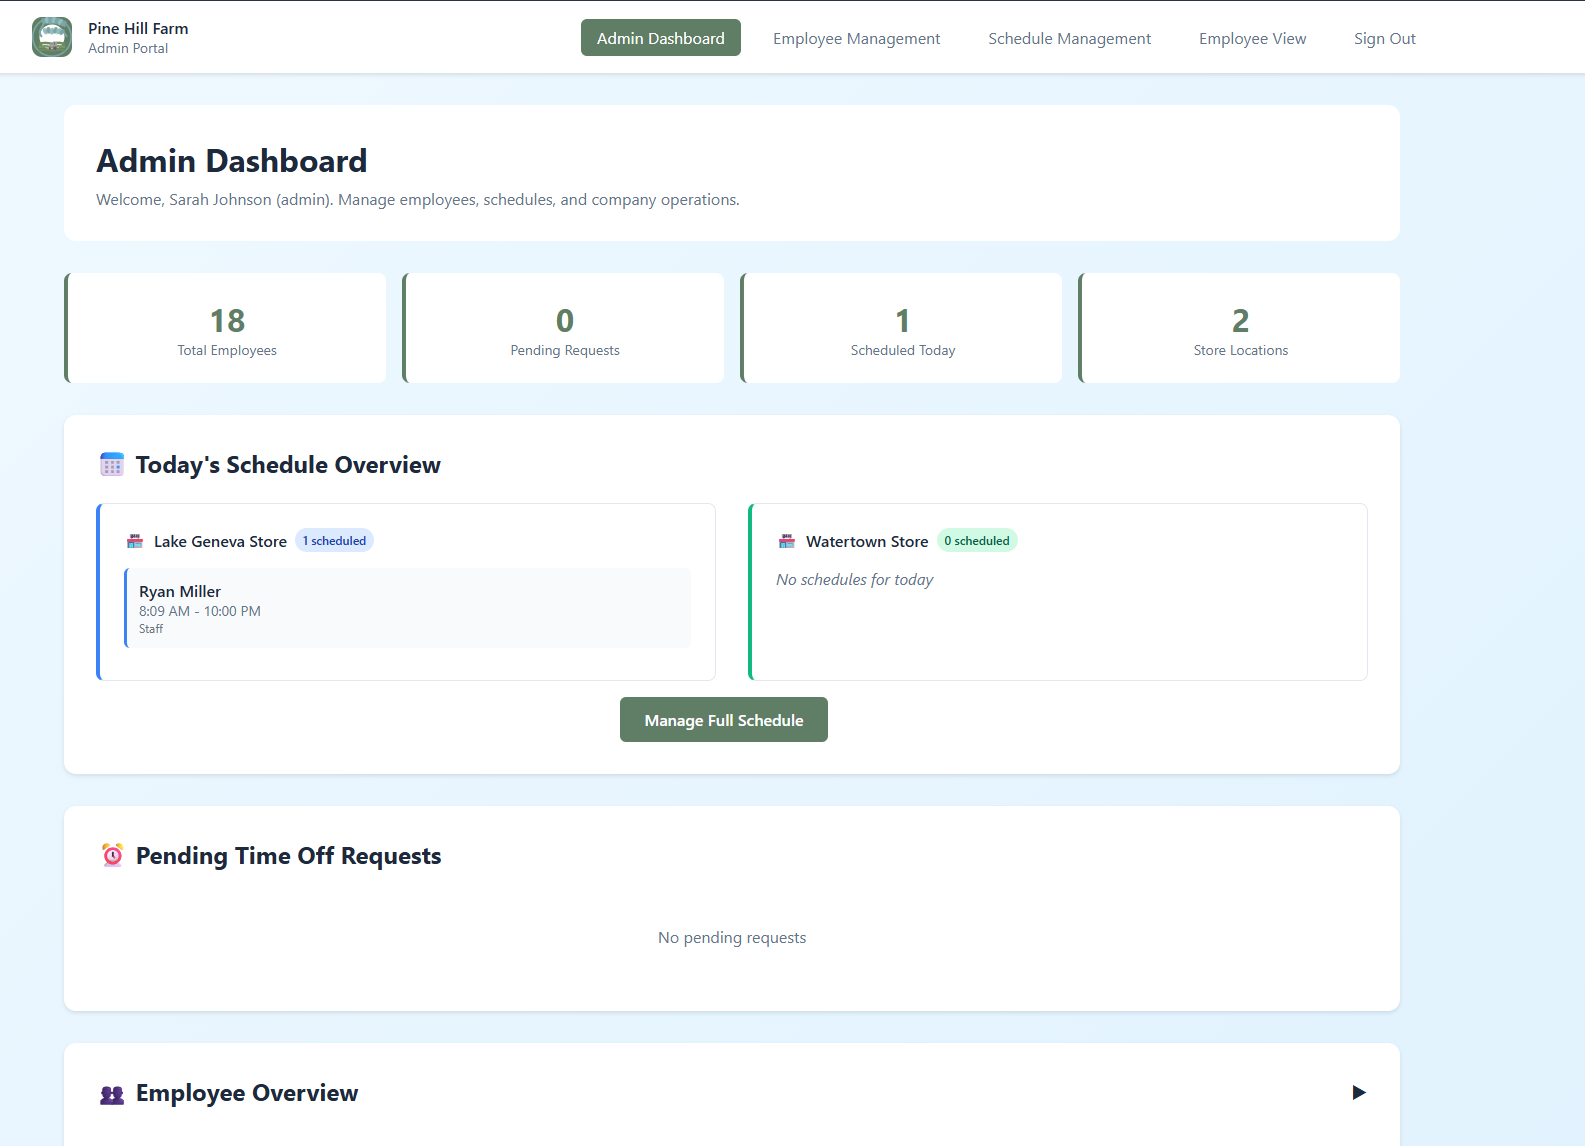 Pine Hill Farm
Admin Portal
Admin Dashboard
Employee Management
Schedule Management
Employee View
Sign Out
Admin Dashboard
Welcome, Sarah Johnson (admin). Manage employees, schedules, and company operations.
18
Total Employees
0
Pending Requests
1
Scheduled Today
2
Store Locations
Today's Schedule Overview
Lake Geneva Store
1 scheduled
Ryan Miller
8:09 AM - 10:00 PM
Staff
Watertown Store
0 scheduled
No schedules for today
Manage Full Schedule
Pending Time Off Requests
No pending requests
Employee Overview